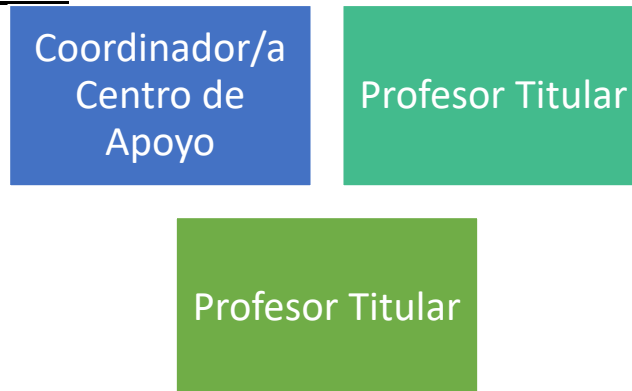 Coordinador/a
Centro de
Apoyo
Profesor Titular
Profesor Titular